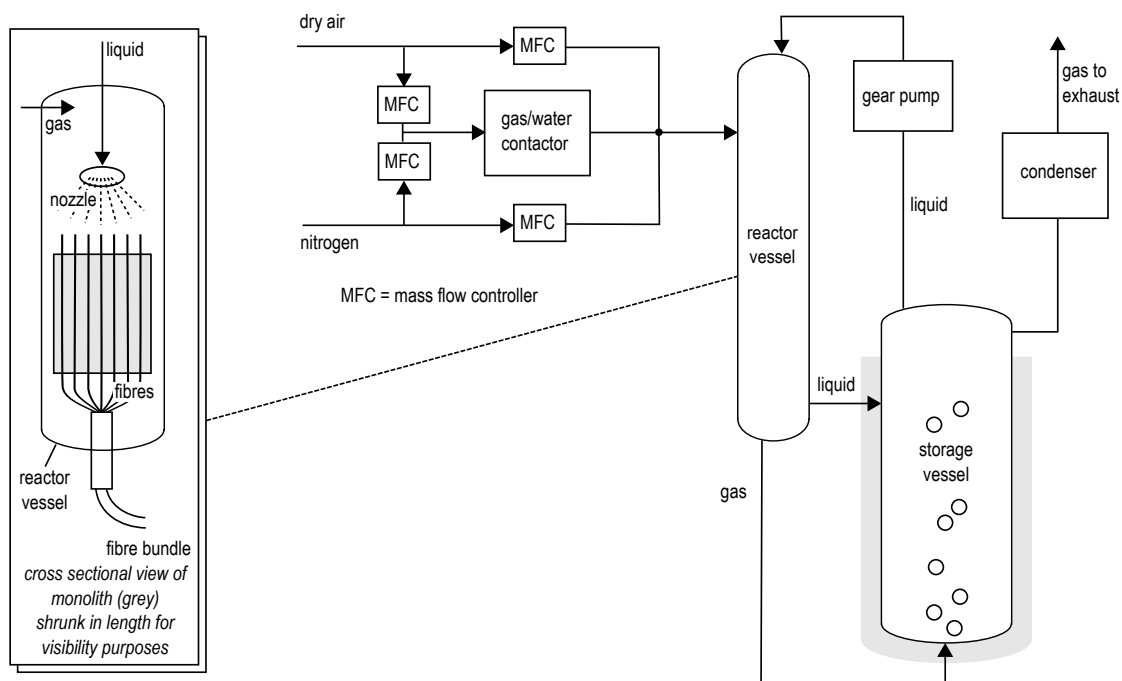 liquid
gas
nozzle
fibres
reactor
vessel
fibre bundle
cross sectional view of
monolith (grey)
shrunk in length for
visibility purposes
dry air
MFC
MFC
gas/water
contactor
MFC
nitrogen
MFC
MFC = mass flow controller
reactor
vessel
gear pump
liquid
gas to
exhaust
condenser
liquid
storage
vessel
gas